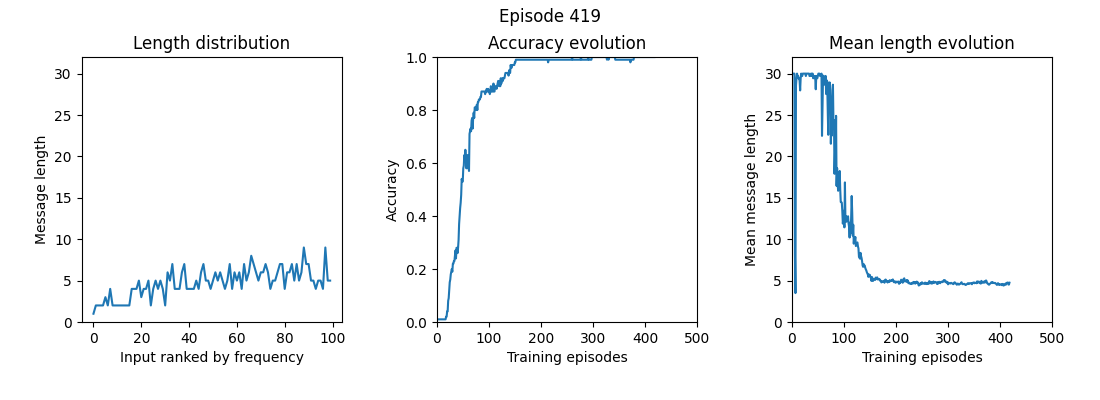 Episode 419
Length distribution
Message length
30
25
20
15
10
5
0
0 20 40 60 80 100
Input ranked by frequency
Accuracy evolution
Accuracy
1.0
0.8
0.6
0.4
0.2
0.0
0 100 200 300 400 500
Training episodes
Mean length evolution
Mean message length
30
25
20
15
10
5
0
0 100 200 300 400 500
Training episodes